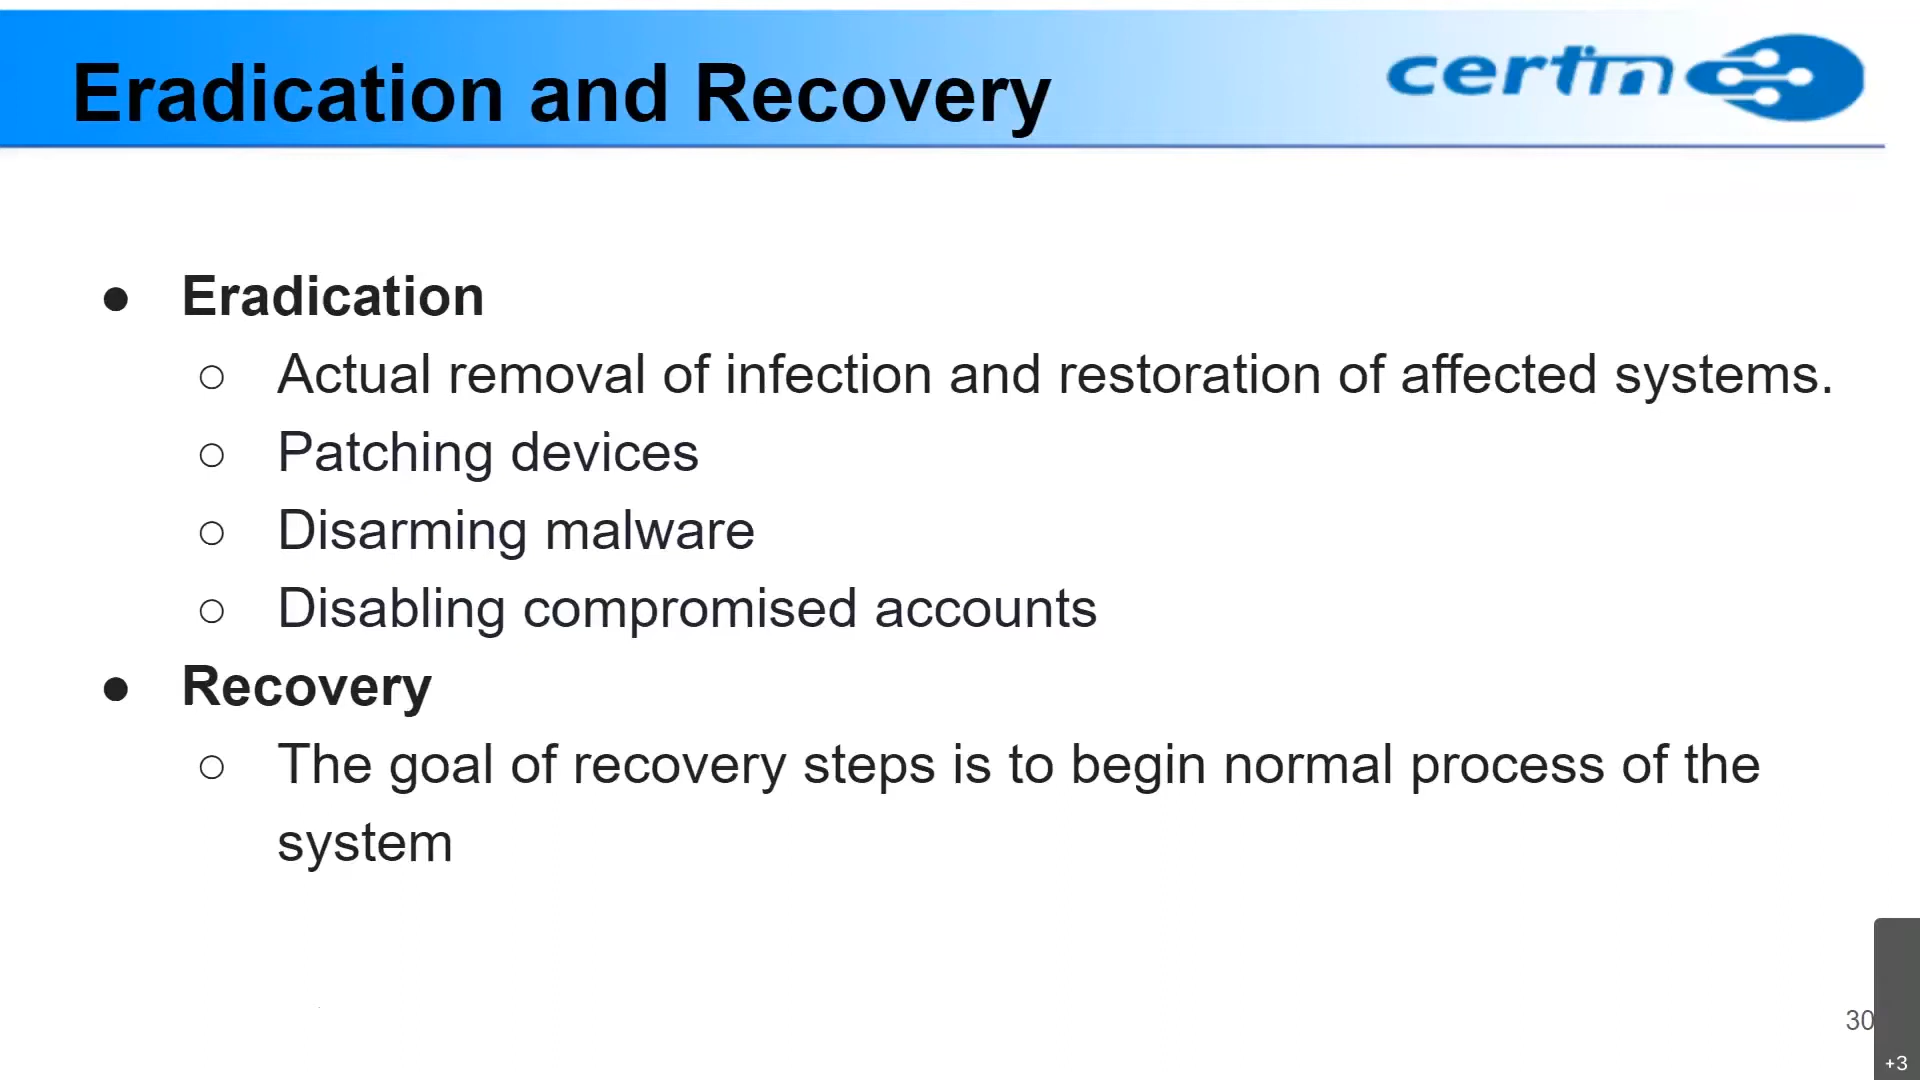 Eradication and Recovery
certin
● Eradication
○ Actual removal of infection and restoration of affected systems.
○ Patching devices
○ Disarming malware
○ Disabling compromised accounts
● Recovery
○ The goal of recovery steps is to begin normal process of the
system
30
+3